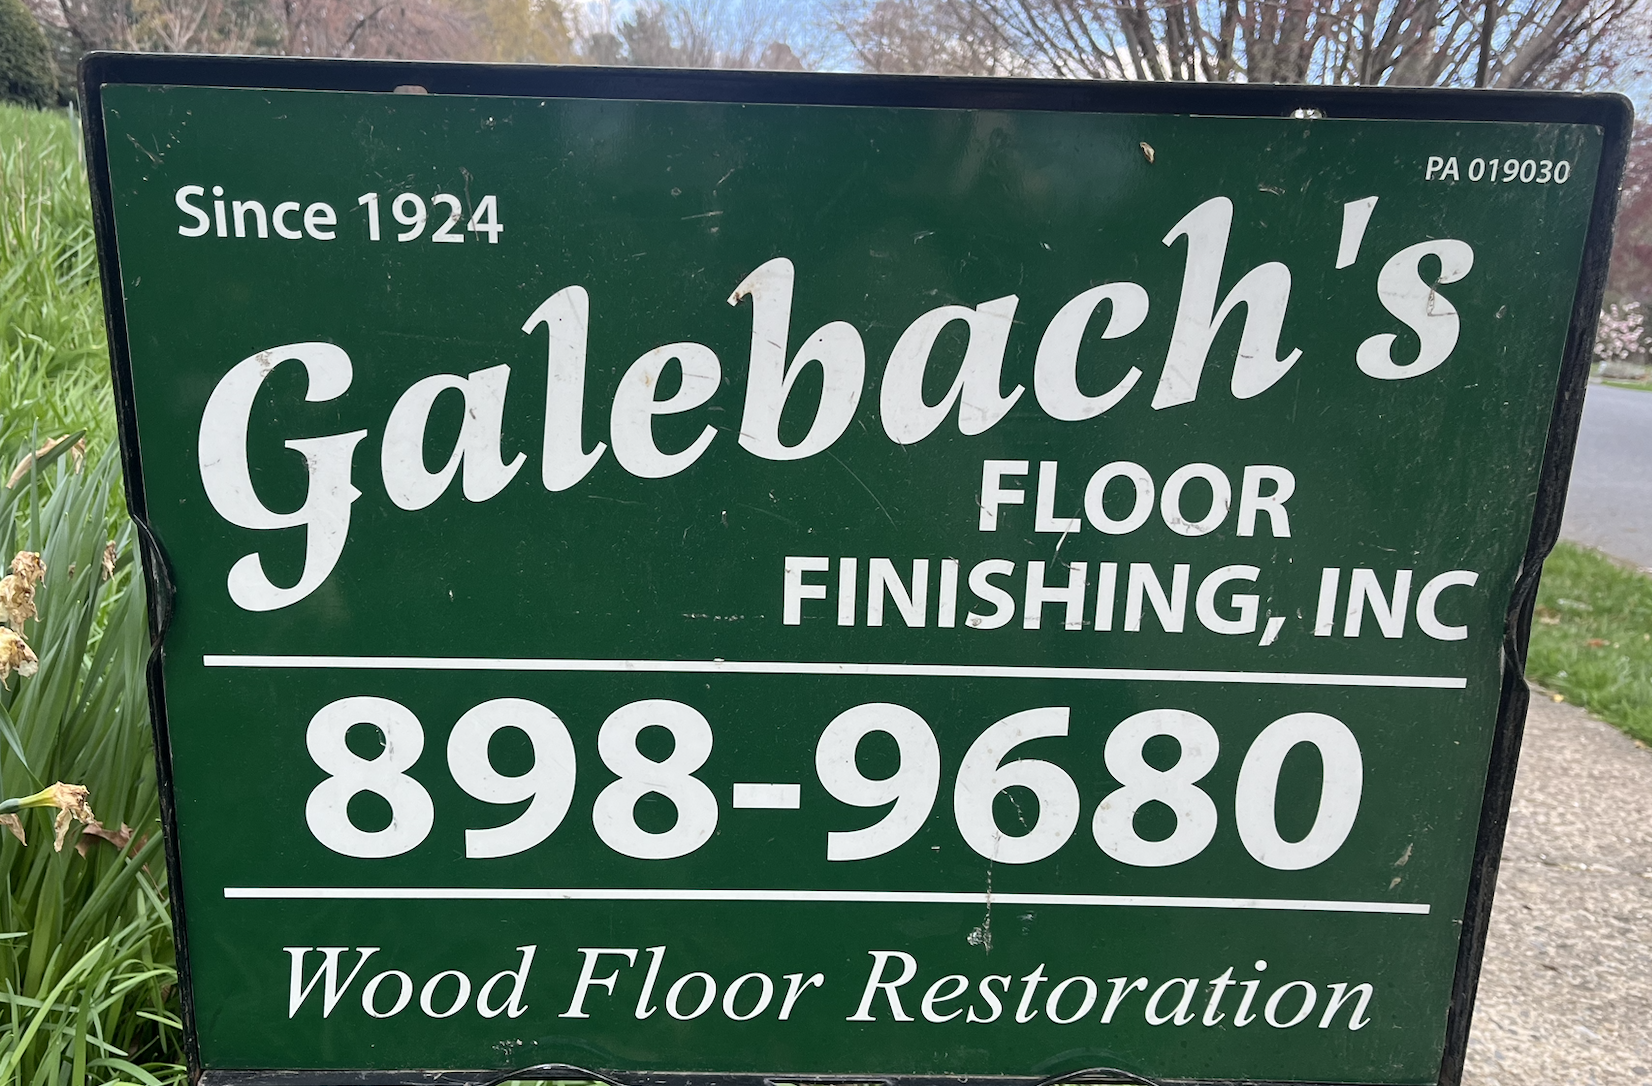 PA 019030
Since 1924
Galebach's
FLOOR
FINISHING, INC
898-9680
Wood Floor Restoration